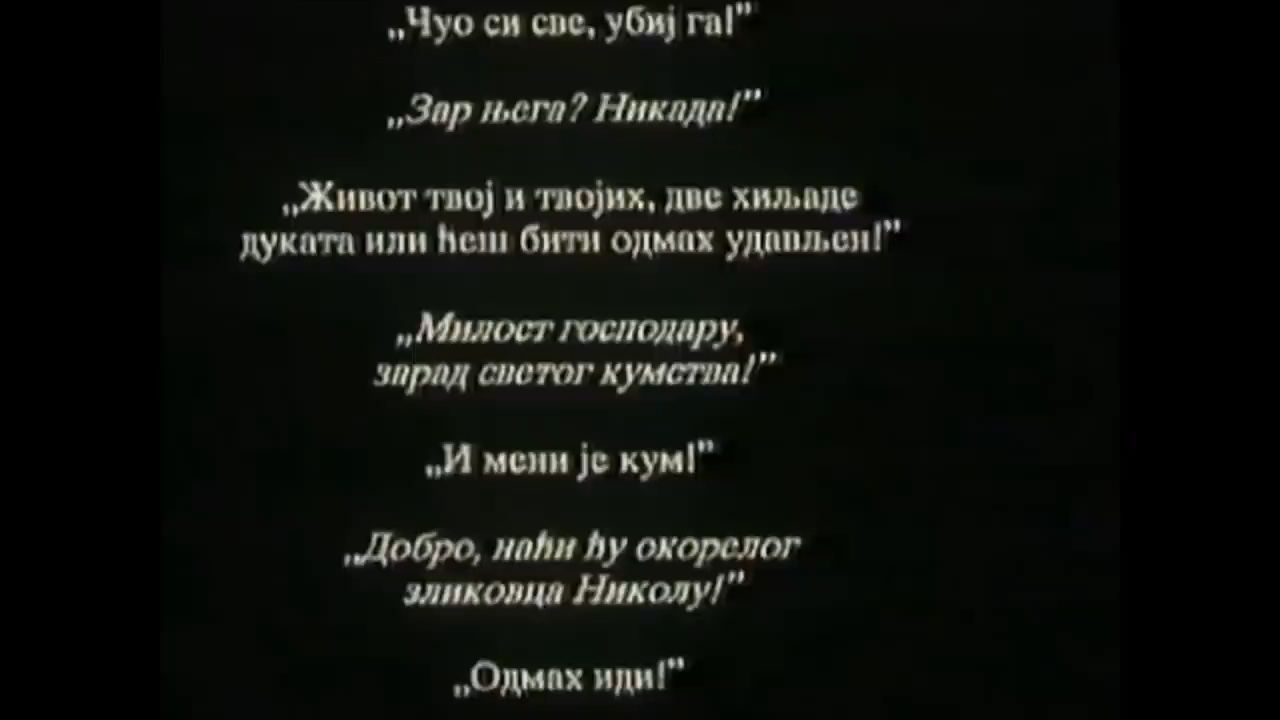 „Чуо си све, убиј га!”
„Зар њега? Никада!”
„Живот твој и твојих, две хиљаде
дуката или ћеш бити одмах удављен!”
„Милост господару,
зарад светог кумства!”
„И мени је кум!”
„Добро, наћи ћу окорелог
зликовца Николу!”
„Одмах иди!”